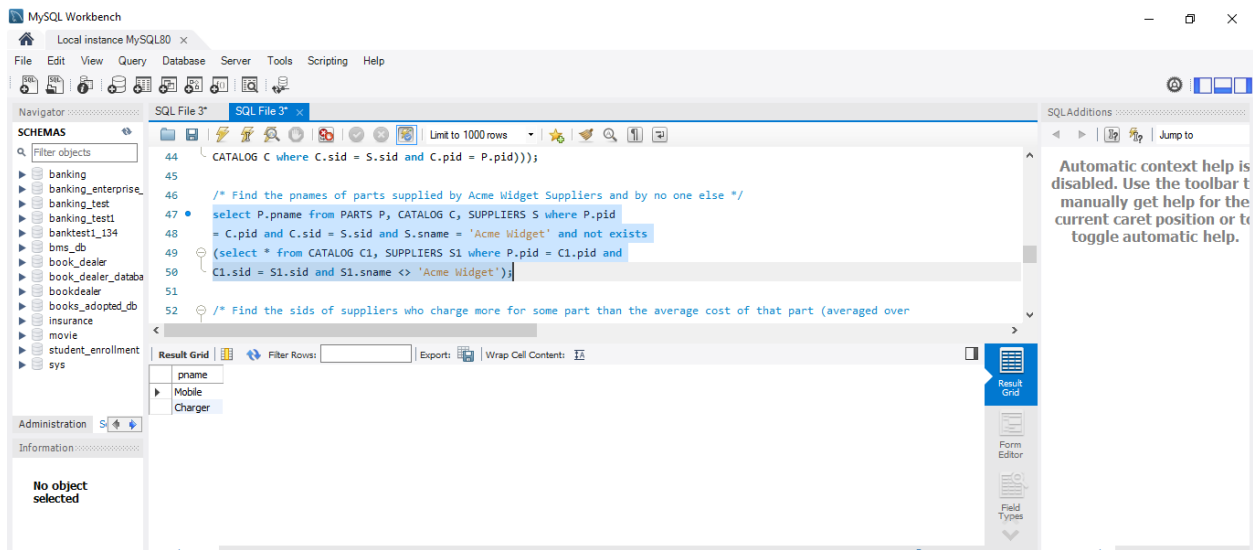 MySQL Workbench
Local instance MySQL80 ×
File Edit View Query Database Server Tools Scripting Help
Navigator
SCHEMAS
Filter objects
banking
banking_enterprise_
banking_test
banking_test1
banktest1_134
bms_db
book_dealer
book_dealer_databa
bookdealer
books_adopted_db
insurance
movie
student_enrollment
sys
Administration S
Information
No object
selected
SQL File 3* SQL File 3* ×
Limit to 1000 rows
44 CATALOG C where C.sid = S.sid and C.pid = P.pid)));
45
46 /* Find the pnames of parts supplied by Acme Widget Suppliers and by no one else */
47 select P.pname from PARTS P, CATALOG C, SUPPLIERS S where P.pid
48 = C.pid and C.sid = S.sid and S.sname = 'Acme Widget' and not exists
49 (select * from CATALOG C1, SUPPLIERS S1 where P.pid = C1.pid and
50 C1.sid = S1.sid and S1.sname <> 'Acme Widget');
51
52 /* Find the sids of suppliers who charge more for some part than the average cost of that part (averaged over
Result Grid Filter Rows: Export: Wrap Cell Content:
pname
Mobile
Charger
Result
Grid
Form
Editor
Field
Types
SQLAdditions
Jump to
Automatic context help is
disabled. Use the toolbar t
manually get help for the
current caret position or to
toggle automatic help.